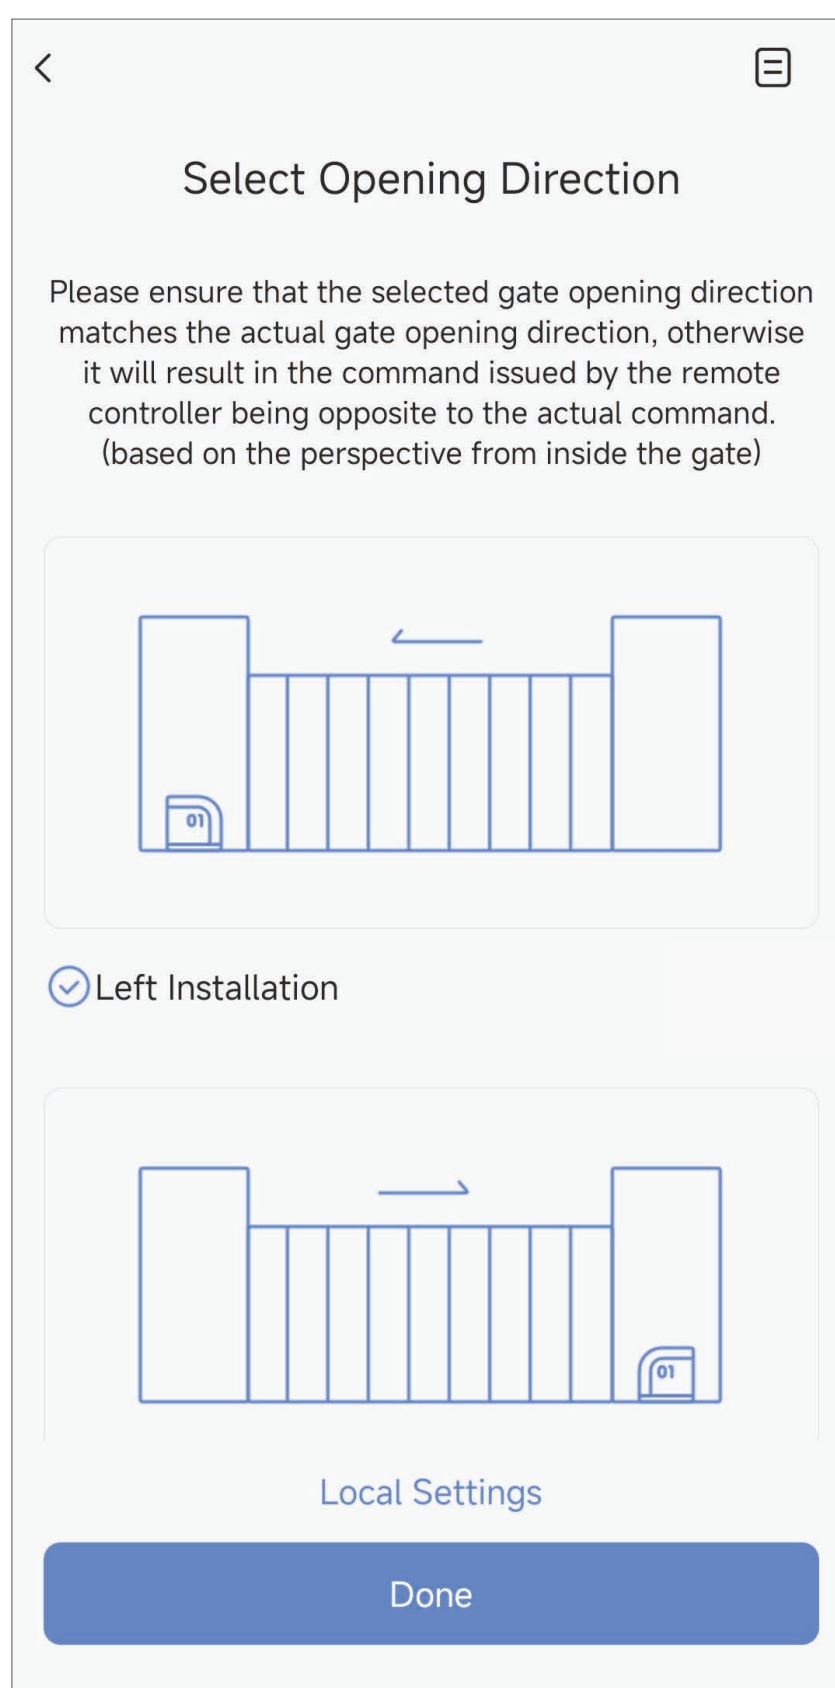 Select Opening Direction
Please ensure that the selected gate opening direction
matches the actual gate opening direction, otherwise
it will result in the command issued by the remote
controller being opposite to the actual command.
(based on the perspective from inside the gate)
01
Left Installation
01
Local Settings
Done